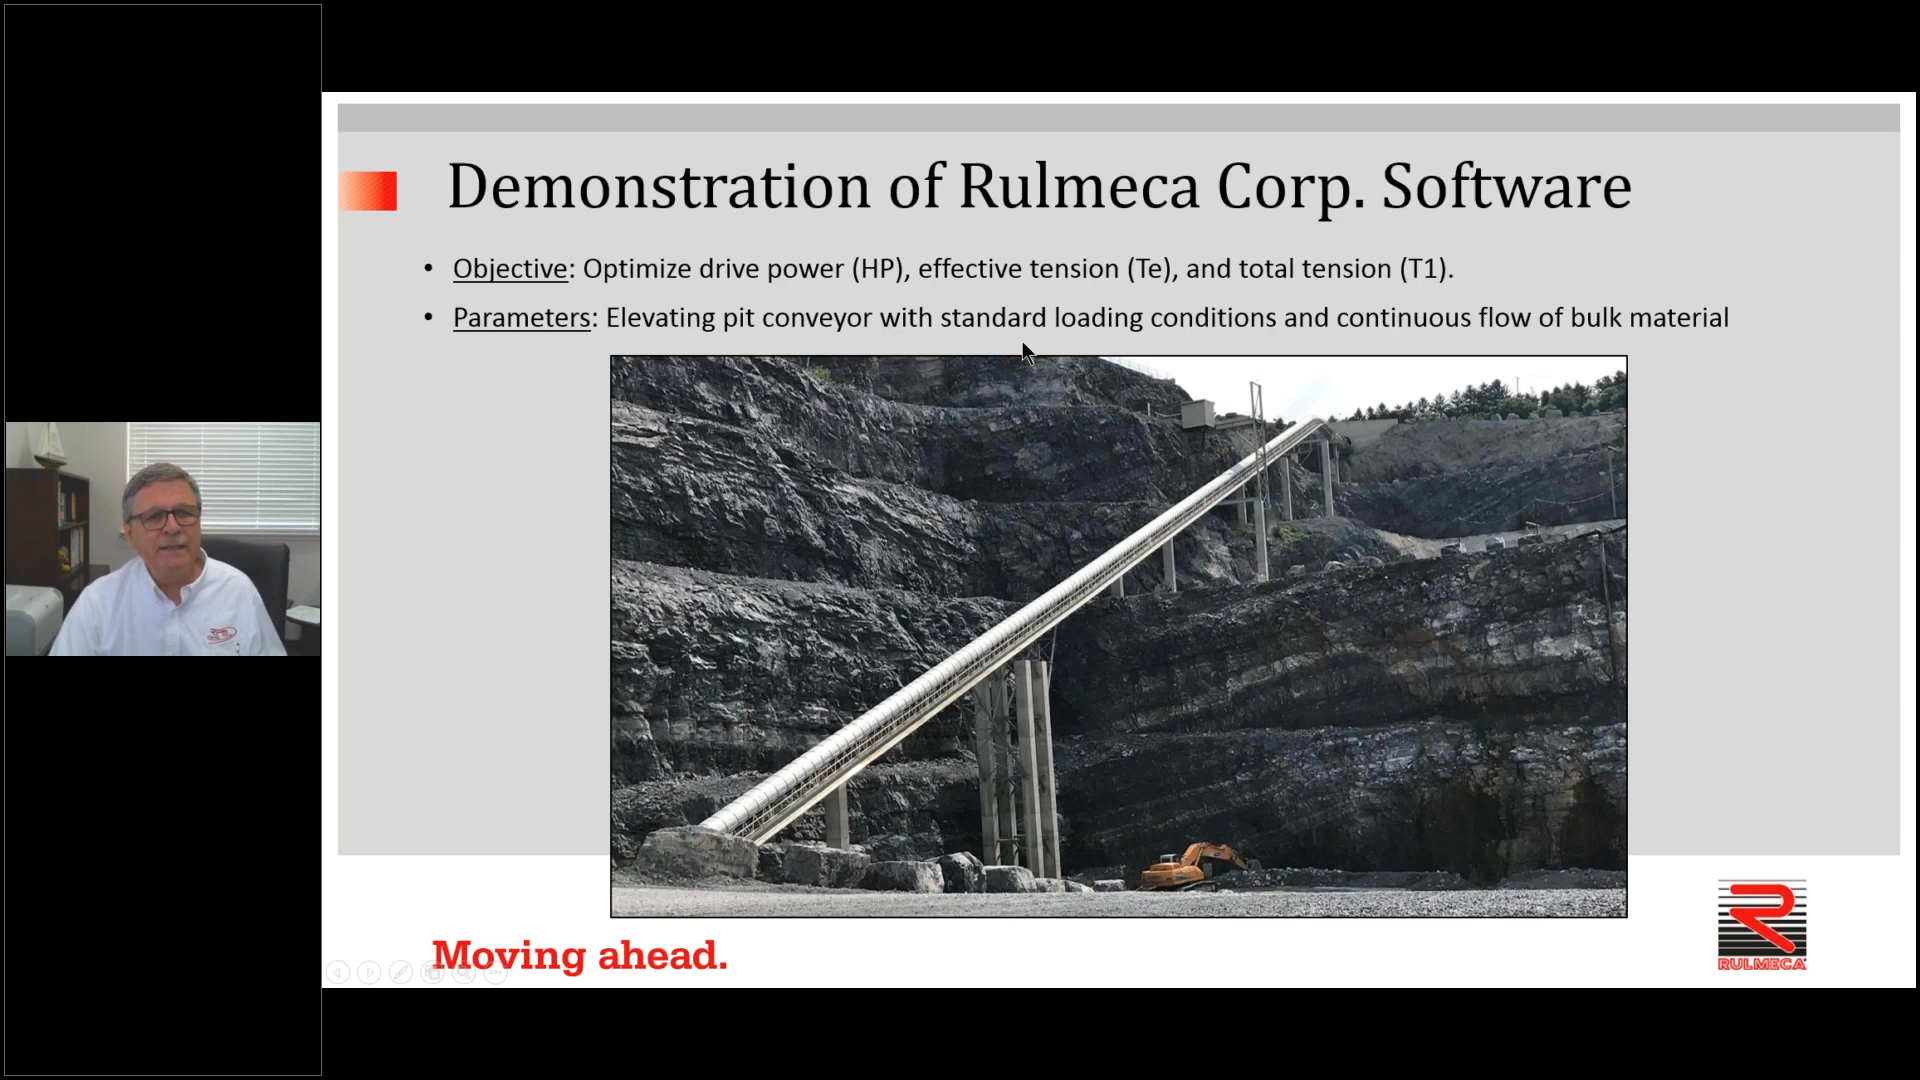 Demonstration of Rulmeca Corp. Software
• Objective: Optimize drive power (HP), effective tension (Te), and total tension (T1).
• Parameters: Elevating pit conveyor with standard loading conditions and continuous flow of bulk material
Moving ahead.
RULMECA